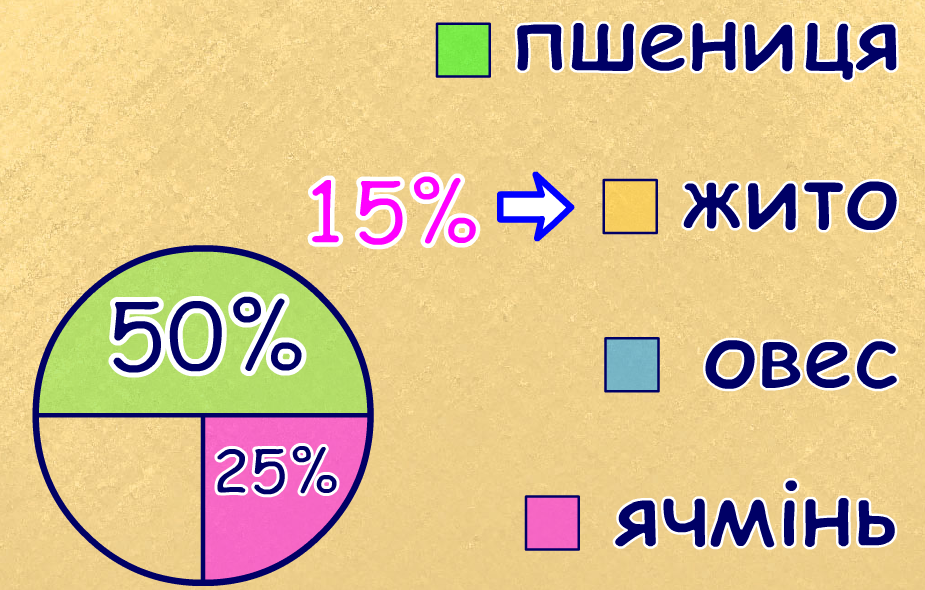 пшениця
15% жито
50%
овес
25%
ячмінь